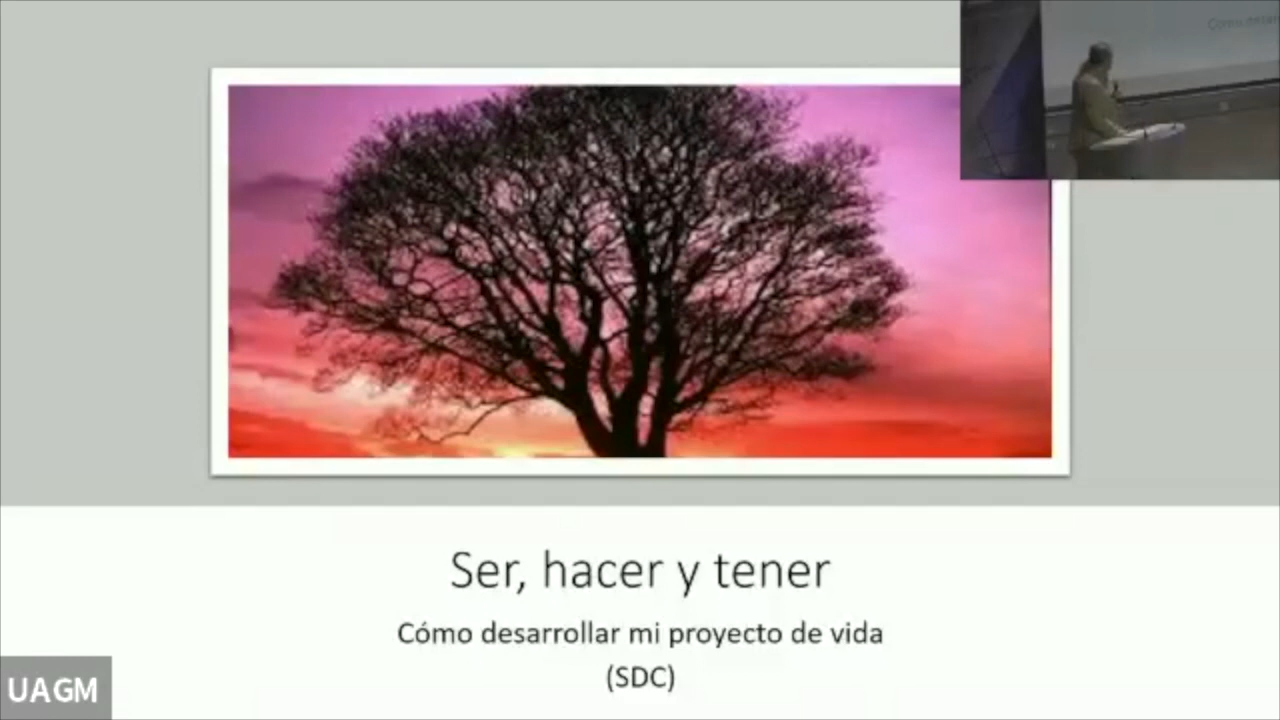 Ser, hacer y tener
Cómo desarrollar mi proyecto de vida
(SDC)
UAGM